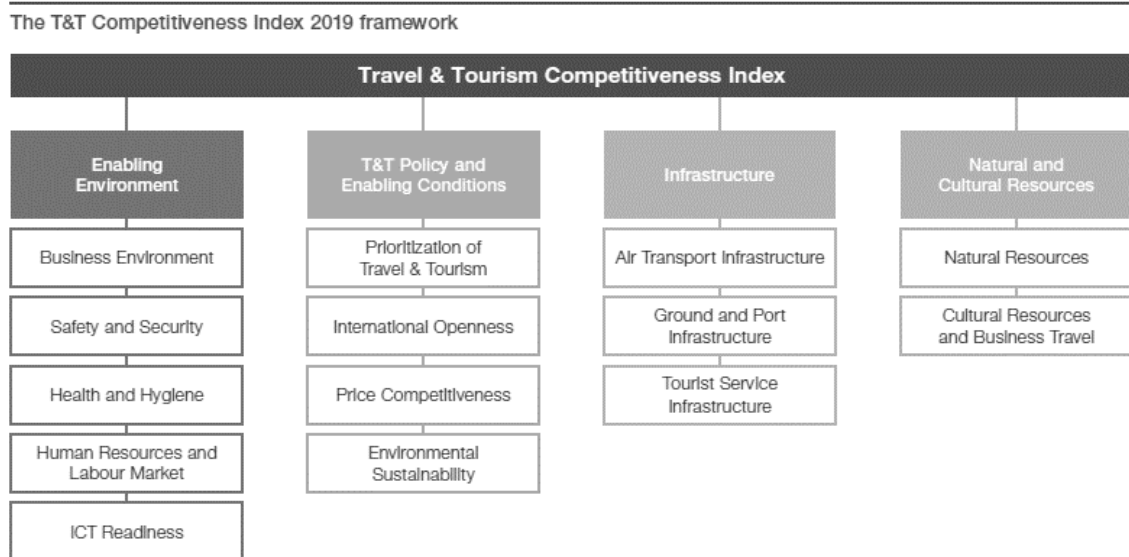 The T&T Competitiveness Index 2019 framework
Travel & Tourism Competitiveness Index
Enabling
Environment
Business Environment
Safety and Security
Health and Hygiene
Human Resources and
Labour Market
ICT Readiness
T&T Policy and
Enabling Conditions
Prioritization of
Travel & Tourism
International Openness
Price Competitiveness
Environmental
Sustainability
Infrastructure
Air Transport Infrastructure
Ground and Port
Infrastructure
Tourist Service
Infrastructure
Natural and
Cultural Resources
Natural Resources
Cultural Resources
and Business Travel